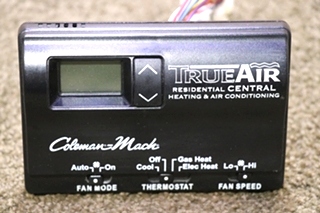 TRUEAIR
RESIDENTIAL CENTRAL
HEATING & AIR CONDITIONING
Coleman-Mach
Off Gas Heat
Auto On Cool Elec Heat Lo Hi
FAN MODE THERMOSTAT FAN SPEED